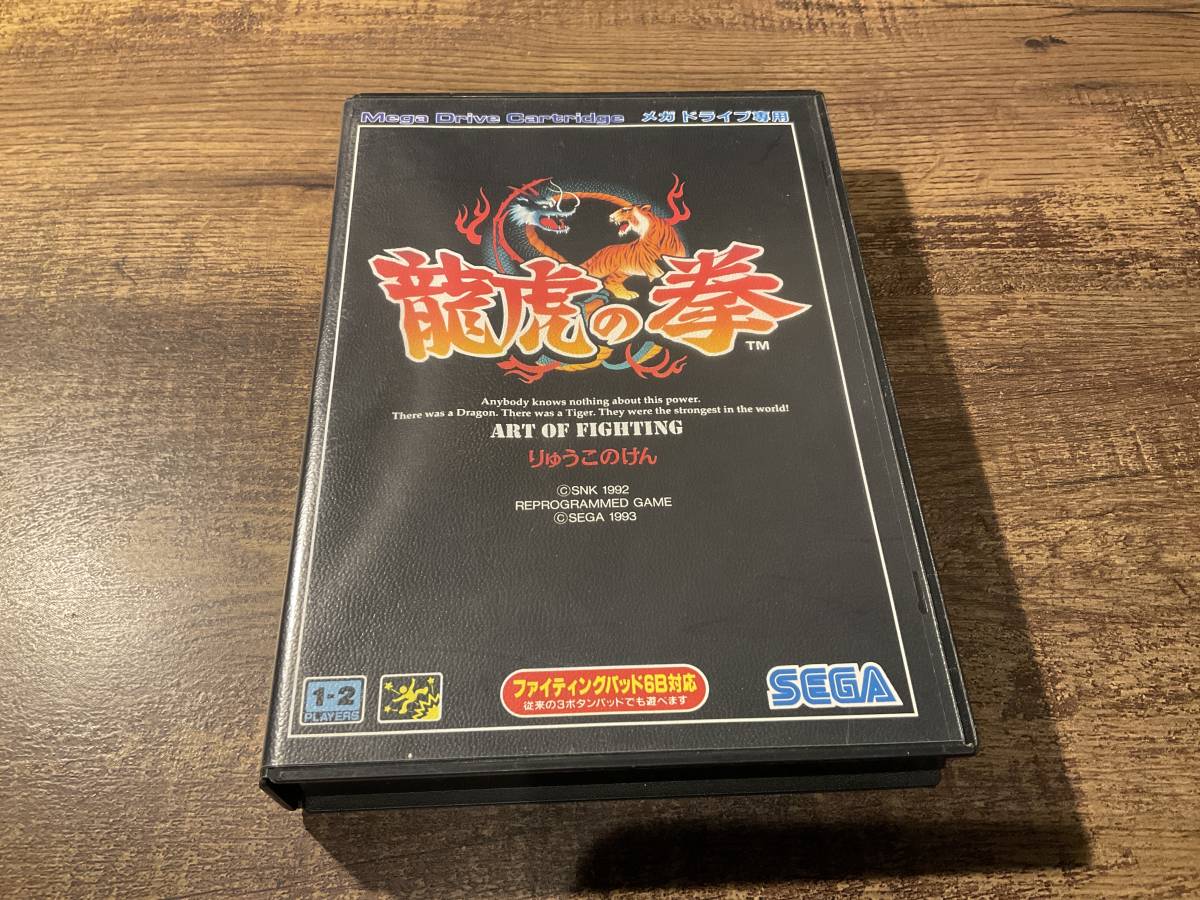 Mega Drive Cartridge メガドライブ専用
龍虎の拳 TM
Anybody knows nothing about this power.
There was a Dragon. There was a Tiger. They were the strongest in the world!
ART OF FIGHTING
りゅうこのけん
©SNK 1992
REPROGRAMMED GAME
©SEGA 1993
1-2
PLAYERS
ファイティングパッド6B対応
従来の3ボタンパッドでも遊べます
SEGA